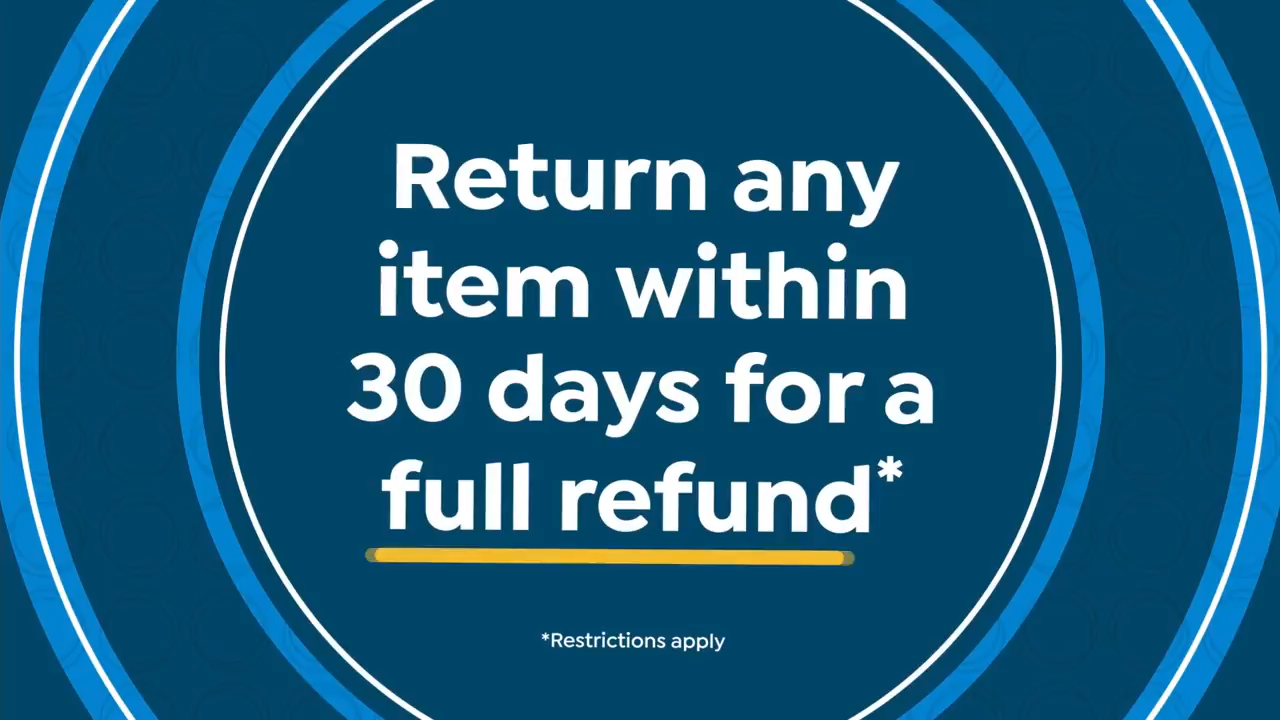 Return any
item within
30 days for a
full refund*
*Restrictions apply